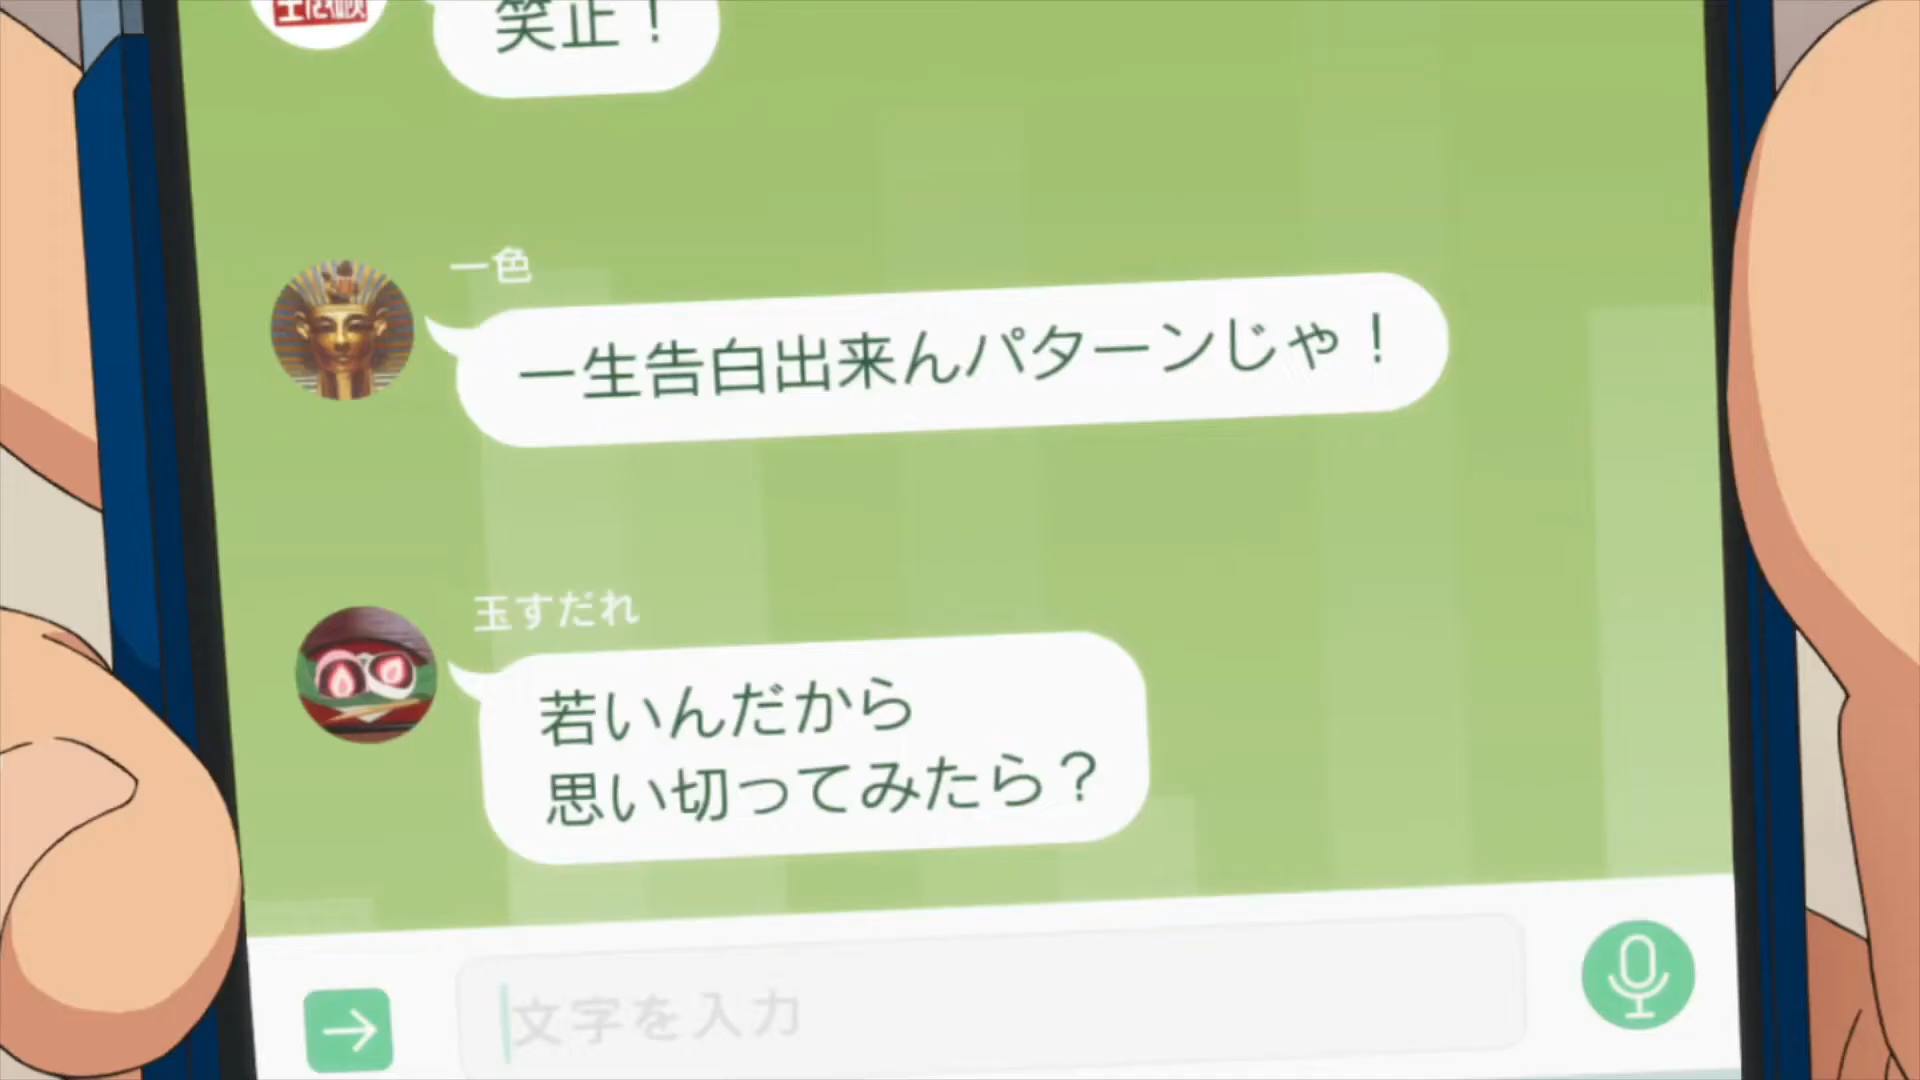 笑止！
一色
一生告白出来んパターンじゃ！
玉すだれ
若いんだから
思い切ってみたら？
文字を入力